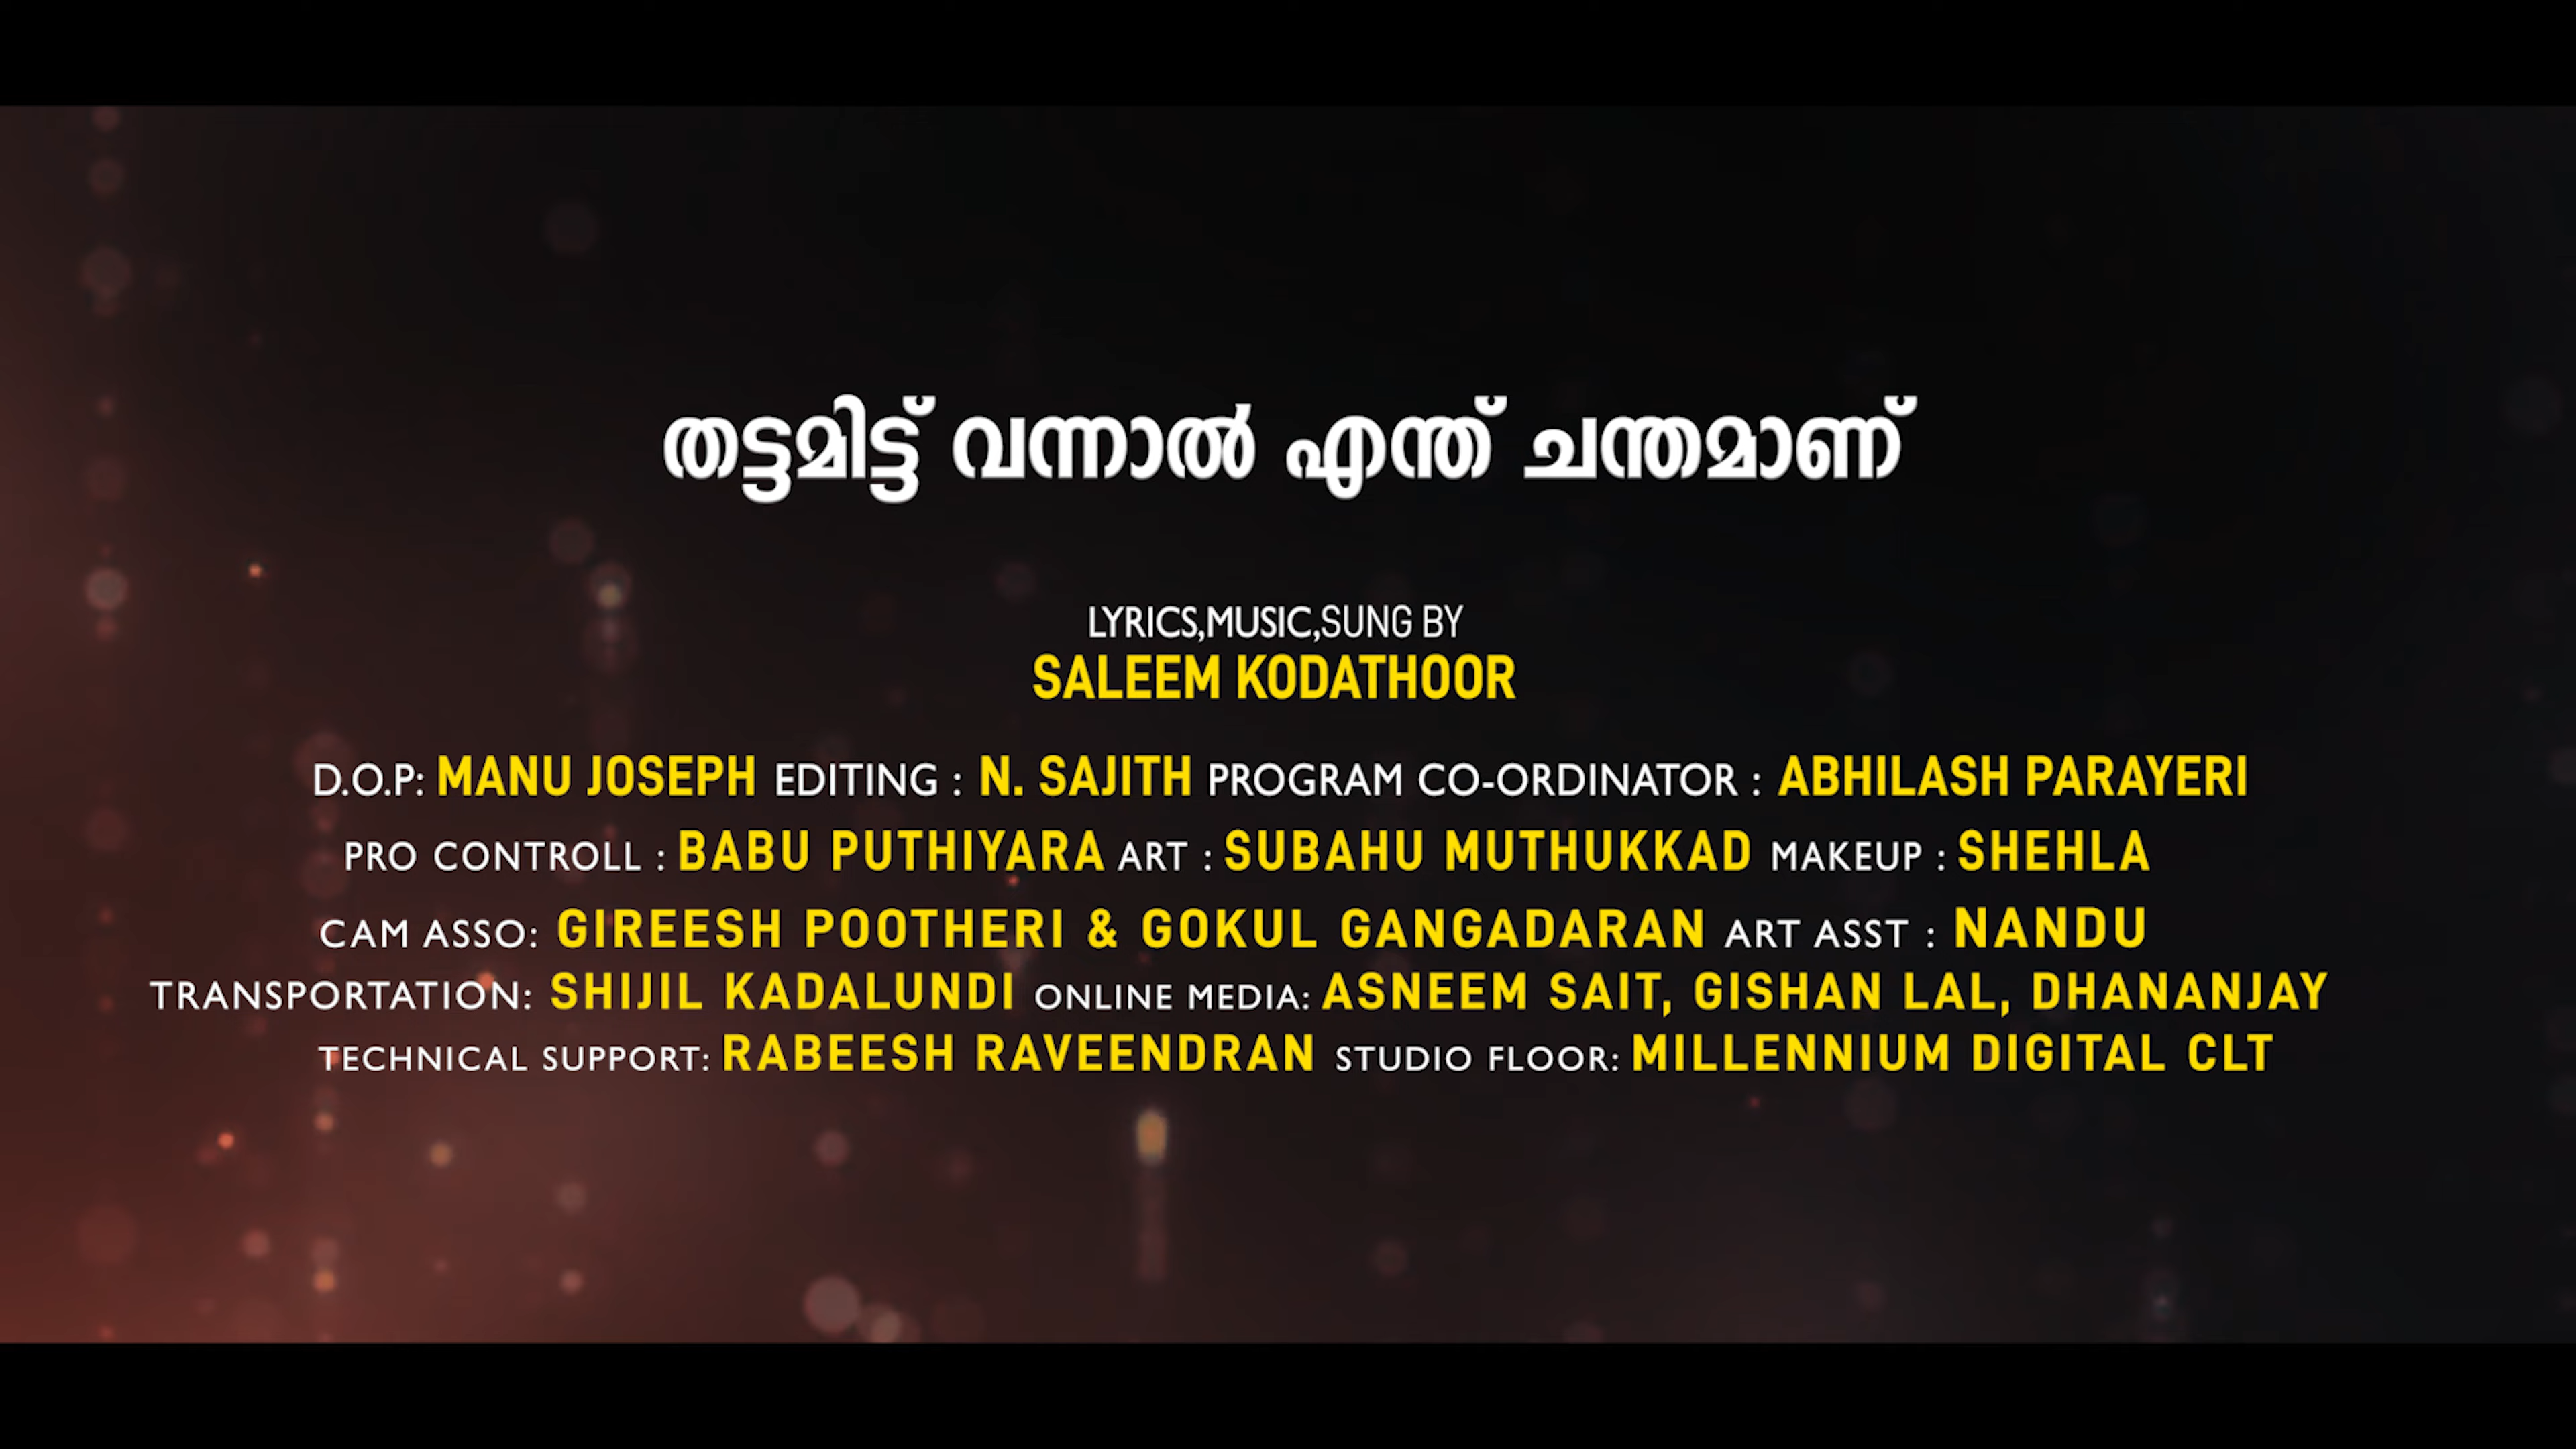 തട്ടമിട്ട് വന്നാൽ എന്ത് ചന്തമാണ്
LYRICS,MUSIC,SUNG BY
SALEEM KODATHOOR
D.O.P: MANU JOSEPH EDITING : N. SAJITH PROGRAM CO-ORDINATOR : ABHILASH PARAYERI
PRO CONTROLL : BABU PUTHIYARA ART : SUBAHU MUTHUKKAD MAKEUP : SHEHLA
CAM ASSO: GIREESH POOTHERI & GOKUL GANGADARAN ART ASST : NANDU
TRANSPORTATION: SHIJIL KADALUNDI ONLINE MEDIA: ASNEEM SAIT, GISHAN LAL, DHANANJAY
TECHNICAL SUPPORT: RABEESH RAVEENDRAN STUDIO FLOOR: MILLENNIUM DIGITAL CLT